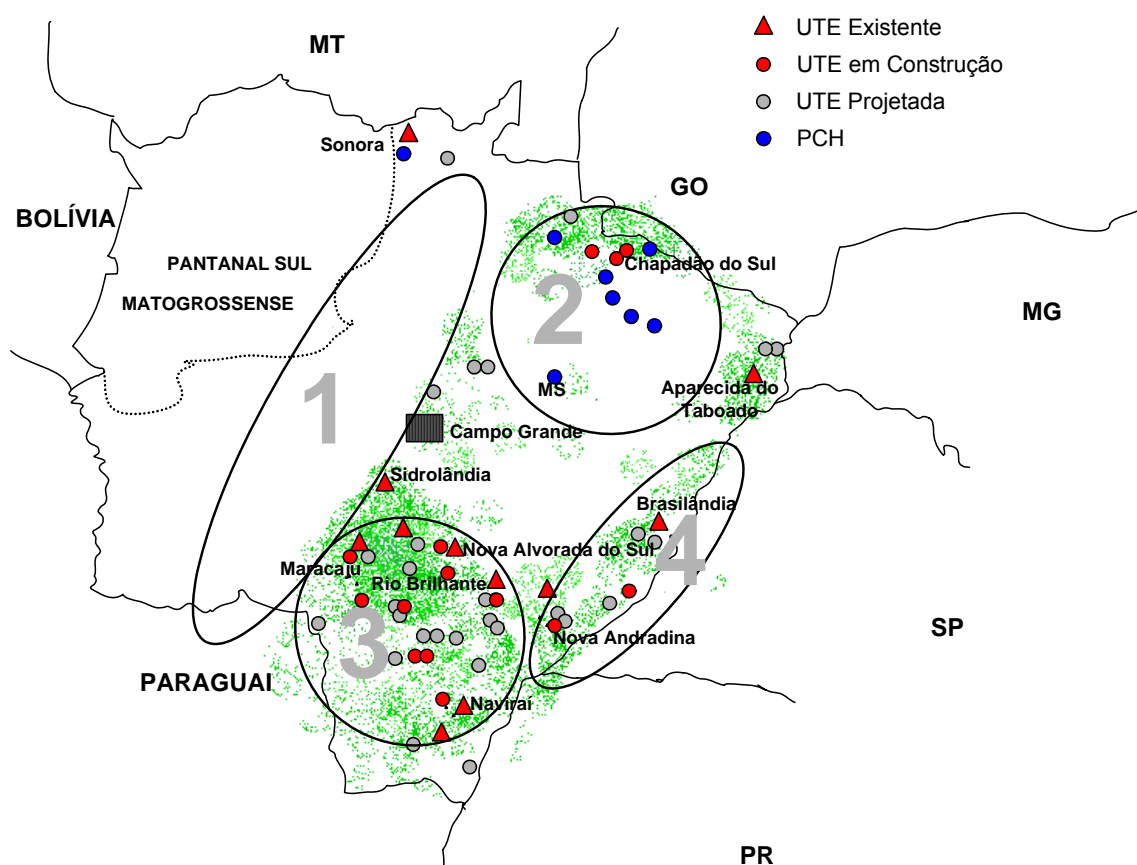 UTE Existente
MT
UTE em Construção
UTE Projetada
PCH
Sonora
GO
BOLÍVIA
PANTANAL SUL
MATOGROSSENSE
Chapadão do Sul
2
MG
1
MS
Aparecida do
Taboado
Campo Grande
Sidrolândia
Brasilândia
4
Nova Alvorada do Sul
Maracaju
Rio Brilhante
3
Nova Andradina
SP
PARAGUAI
Naviraí
PR